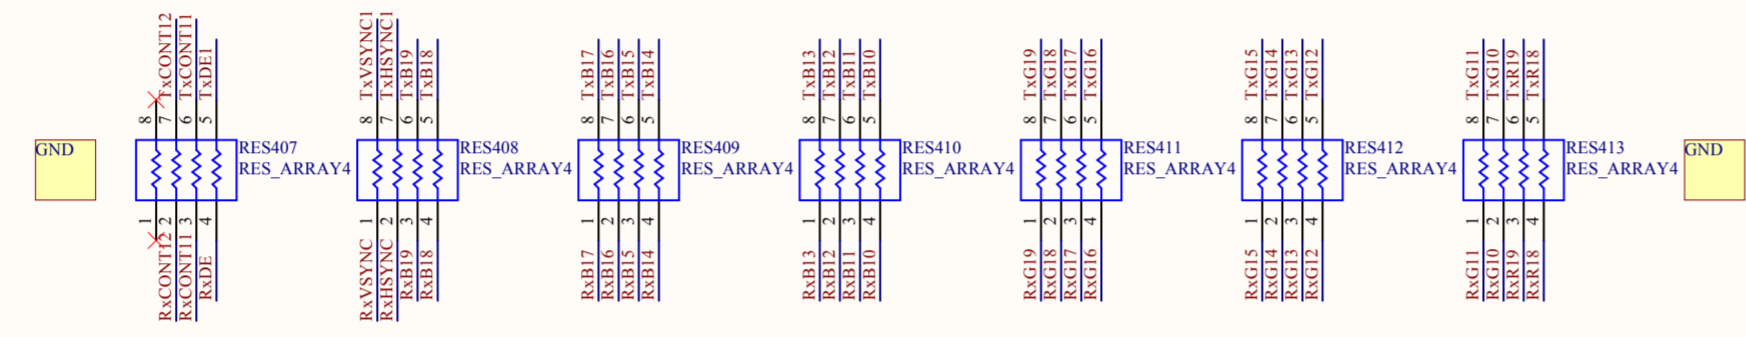 TxCONT12
TxCONT11
TxDE1
TxVSYNC1
TxHSYNC1
TxB19
TxB18
TxB17
TxB16
TxB15
TxB14
TxB13
TxB12
TxB11
TxB10
TxG19
TxG18
TxG17
TxG16
TxG15
TxG14
TxG13
TxG12
TxG11
TxG10
TxR19
TxR18
8 7 6 5
8 7 6 5
8 7 6 5
8 7 6 5
8 7 6 5
8 7 6 5
8 7 6 5
GND
RES407
RES_ARRAY4
RES408
RES_ARRAY4
RES409
RES_ARRAY4
RES410
RES_ARRAY4
RES411
RES_ARRAY4
RES412
RES_ARRAY4
RES413
RES_ARRAY4
GND
1 2 3 4
1 2 3 4
1 2 3 4
1 2 3 4
1 2 3 4
1 2 3 4
1 2 3 4
RxCONT12
RxCONT11
RxDE
RxVSYNC
RxHSYNC
RxB19
RxB18
RxB17
RxB16
RxB15
RxB14
RxB13
RxB12
RxB11
RxB10
RxG19
RxG18
RxG17
RxG16
RxG15
RxG14
RxG13
RxG12
RxG11
RxG10
RxR19
RxR18